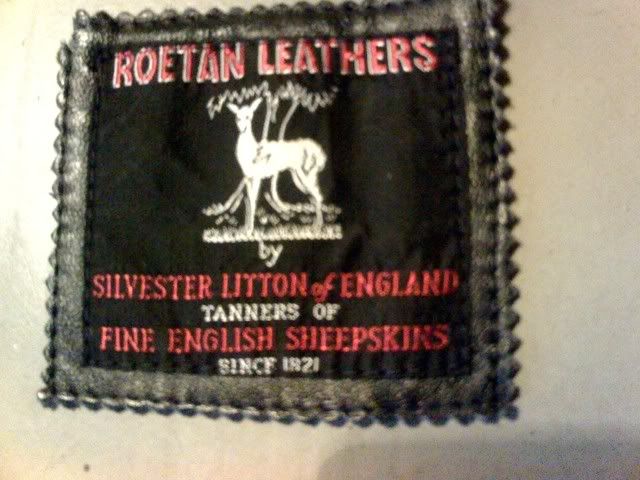 ROETAN LEATHERS
by
SILVESTER LITTON of ENGLAND
TANNERS OF
FINE ENGLISH SHEEPSKINS
SINCE 1821